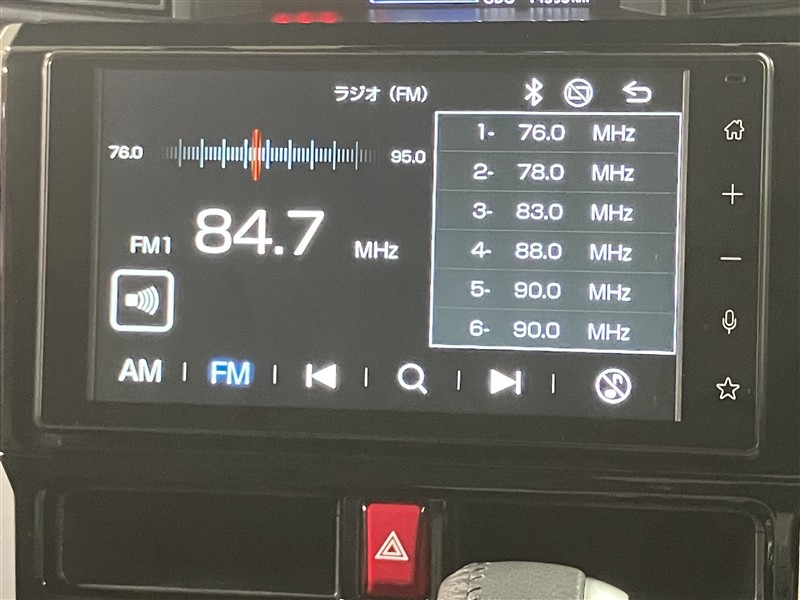 ラジオ (FM)
76.0
95.0
FM1 84.7 MHz
1- 76.0 MHz
2- 78.0 MHz
3- 83.0 MHz
4- 88.0 MHz
5- 90.0 MHz
6- 90.0 MHz
AM | FM | | | |